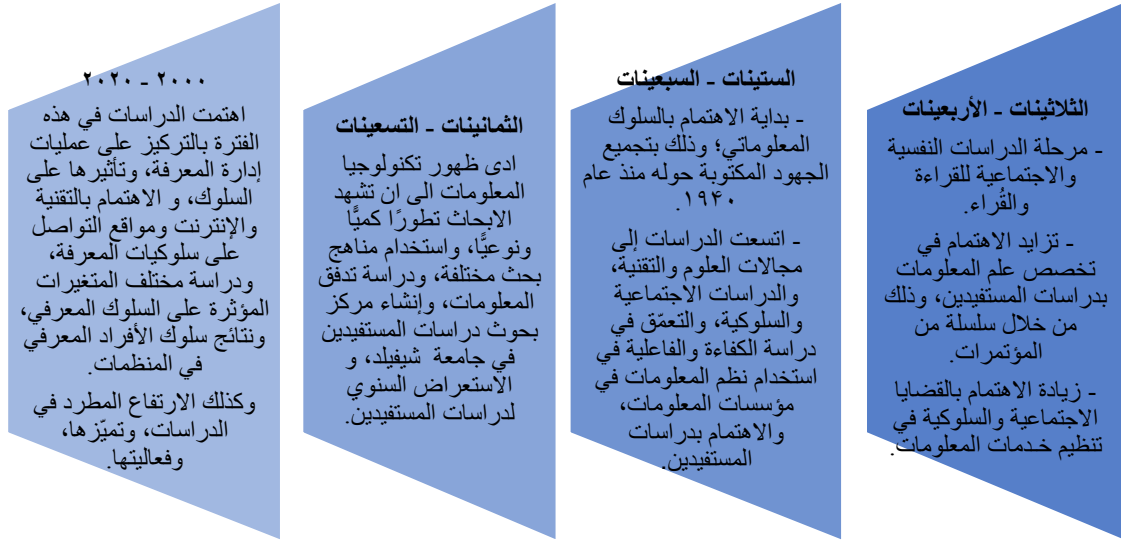 الثلاثينات - الأربعينات
- مرحلة الدراسات النفسية
والاجتماعية للقراءة
والقُراء.
- تزايد الاهتمام في
تخصص علم المعلومات
بدراسات المستفيدين، وذلك
من خلال سلسلة من
المؤتمرات.
- زيادة الاهتمام بالقضايا
الاجتماعية والسلوكية في
تنظيم خدمات المعلومات.
الستينات - السبعينات
- بداية الاهتمام بالسلوك
المعلوماتي؛ وذلك بتجميع
الجهود المكتوبة حوله منذ عام
١٩٤٠.
- اتسعت الدراسات إلى
مجالات العلوم والتقنية،
والدراسات الاجتماعية
والسلوكية، والتعمّق في
دراسة الكفاءة والفاعلية في
استخدام نظم المعلومات في
مؤسسات المعلومات،
والاهتمام بدراسات
المستفيدين.
الثمانينات - التسعينات
ادى ظهور تكنولوجيا
المعلومات الى ان تشهد
الابحاث تطورًا كميًّا
ونوعيًّا، واستخدام مناهج
بحث مختلفة، ودراسة تدفق
المعلومات، وإنشاء مركز
بحوث دراسات المستفيدين
في جامعة شيفيلد، و
الاستعراض السنوي
لدراسات المستفيدين.
٢٠٠٠ - ٢٠٢٠
اهتمت الدراسات في هذه
الفترة بالتركيز على عمليات
إدارة المعرفة، وتأثيرها على
السلوك، و الاهتمام بالتقنية
والإنترنت ومواقع التواصل
على سلوكيات المعرفة،
ودراسة مختلف المتغيرات
المؤثرة على السلوك المعرفي،
ونتائج سلوك الأفراد المعرفي
في المنظمات.
وكذلك الارتفاع المطرد في
الدراسات، وتميّزها،
وفعاليتها.